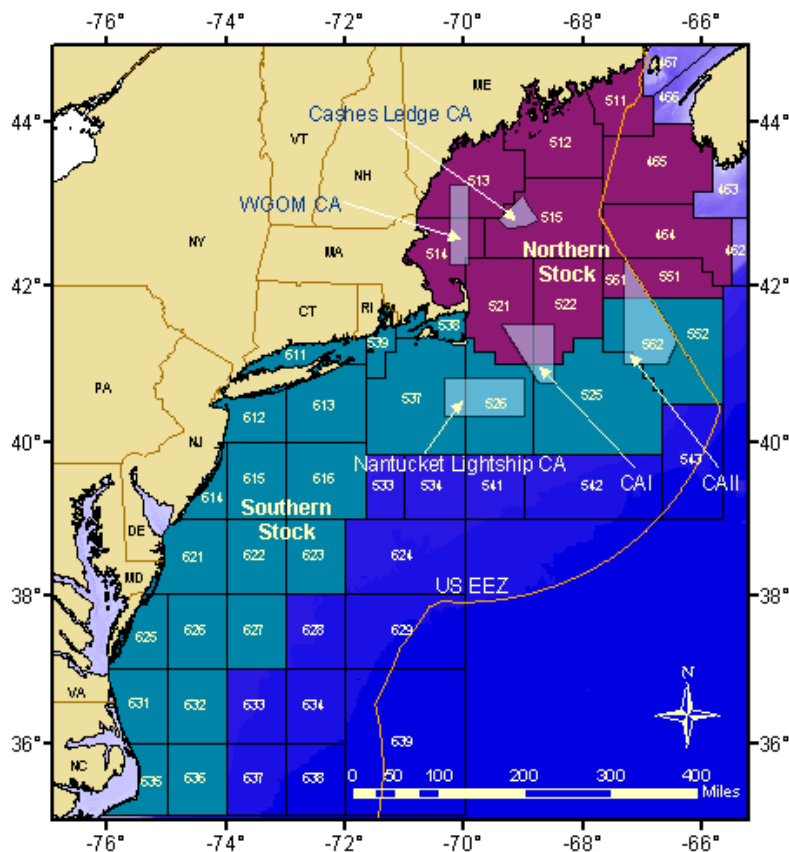 -76° -74° -72° -70° -68° -66°
467
ME
511
466
Cashes Ledge CA
44° 44°
512
VT
465
NH
513
463
WGOM CA
515
464
NY
MA
514
Northern
Stock
462
42° 42°
561
551
CT
RI
521
522
538
539
562
552
611
PA
537
526
525
613
612
40° 40°
NJ
Nantucket Lightship CA
543
615
616
533
534
541
542
CAI
CAII
614
Southern
Stock
DE
621
622
623
624
MD
US EEZ
38° 38°
625
626
627
628
629
N
VA
631
632
633
634
36° 36°
639
NC
635
636
637
638
0 50 100 200 300 400
Miles
-76° -74° -72° -70° -68° -66°